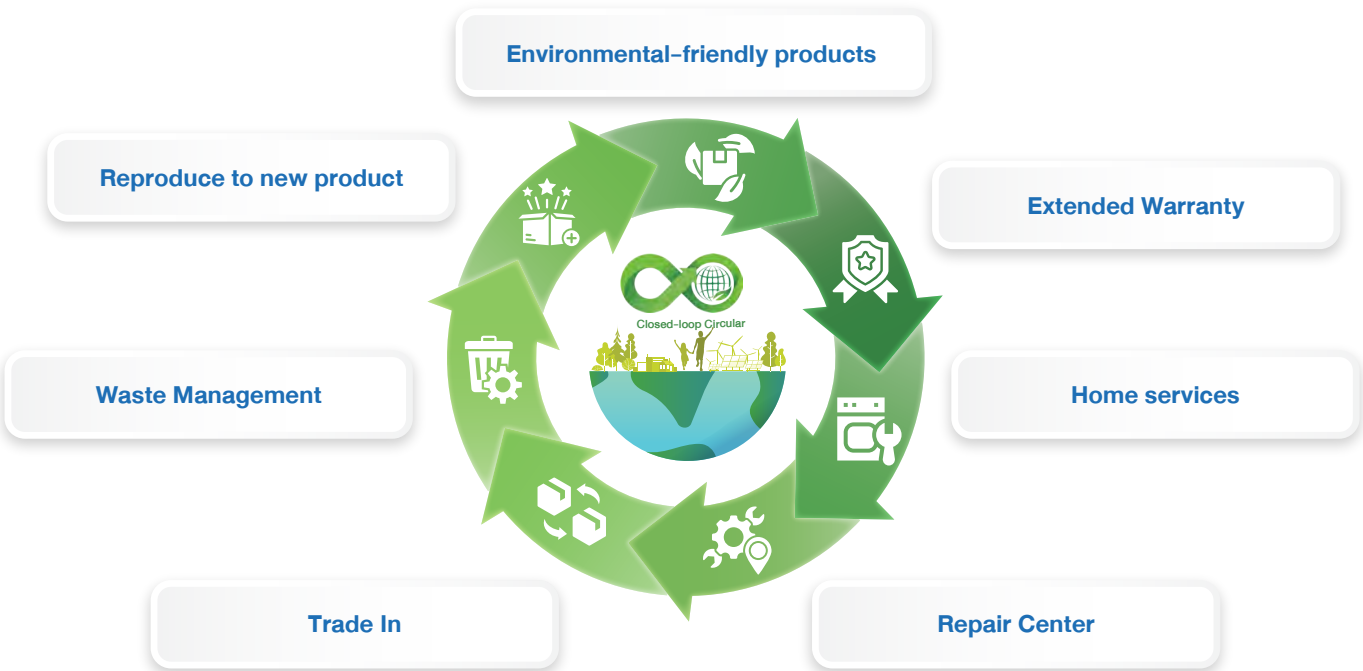 Environmental-friendly products
Reproduce to new product
Extended Warranty
Closed-loop Circular
Waste Management
Home services
Trade In
Repair Center